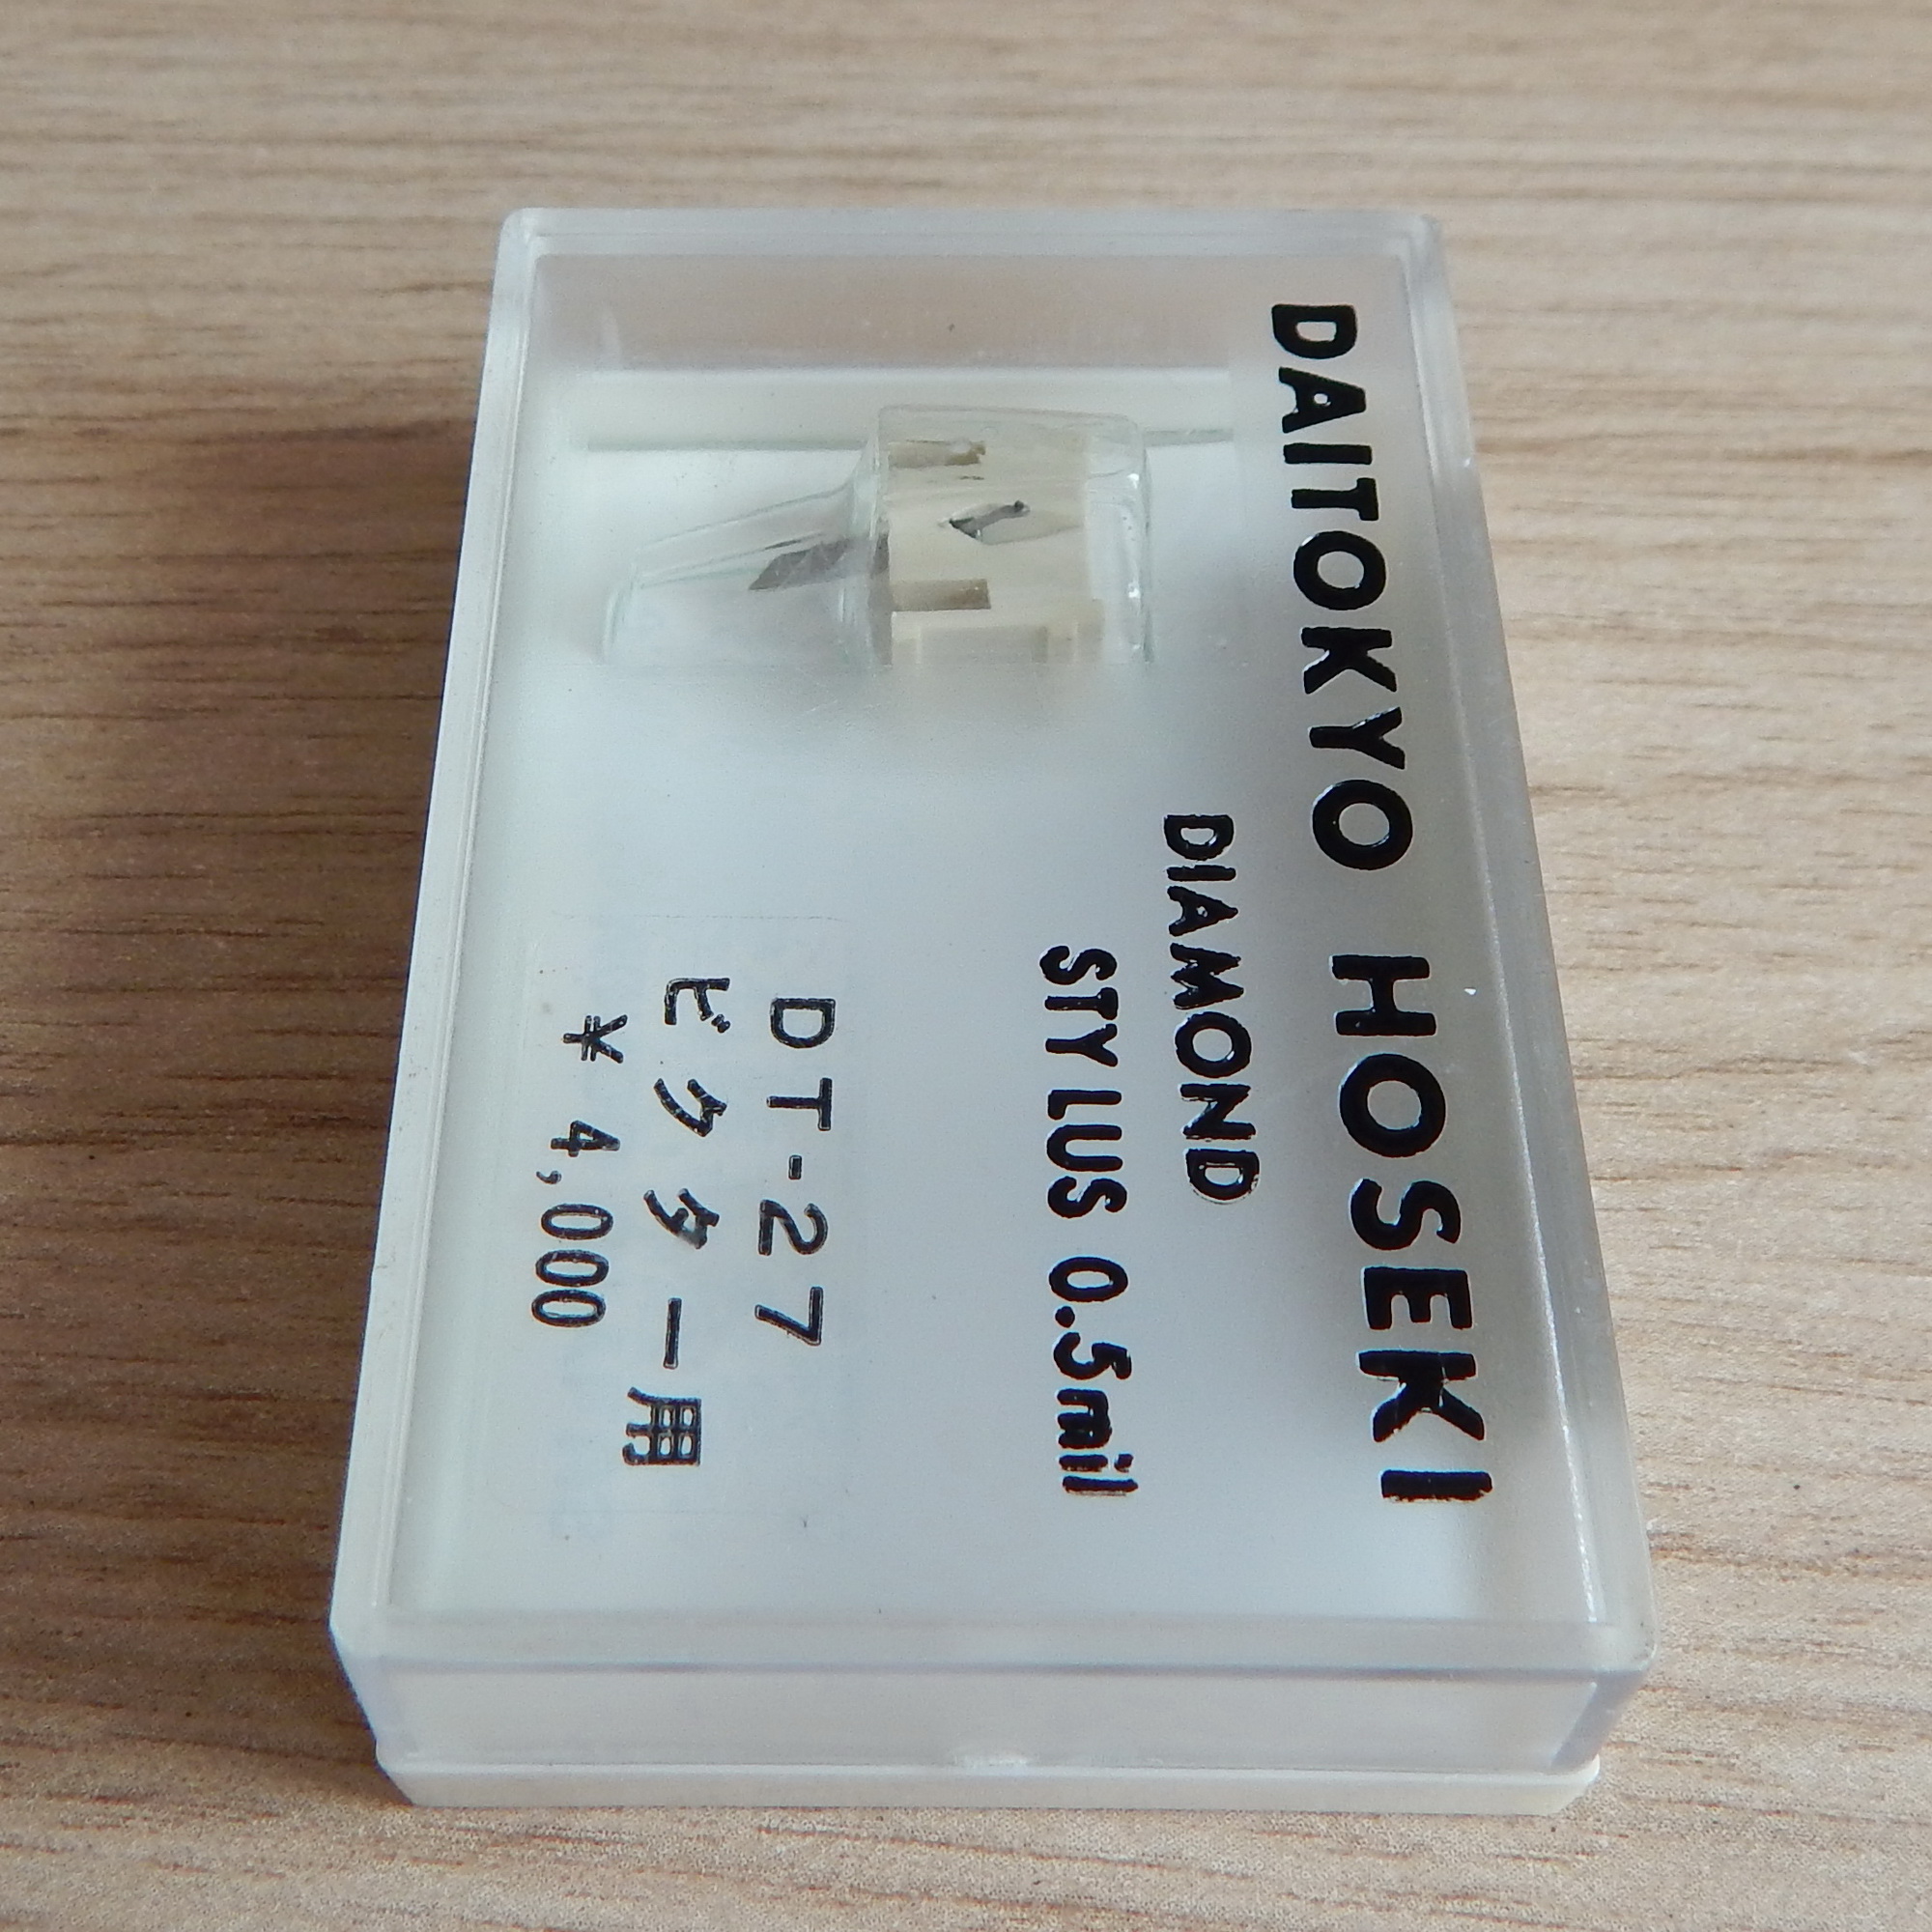 DAITOKYO HOSEKI
DIAMOND
STYLUS 0.5mil
DT-27
ビクター用
¥ 4,000